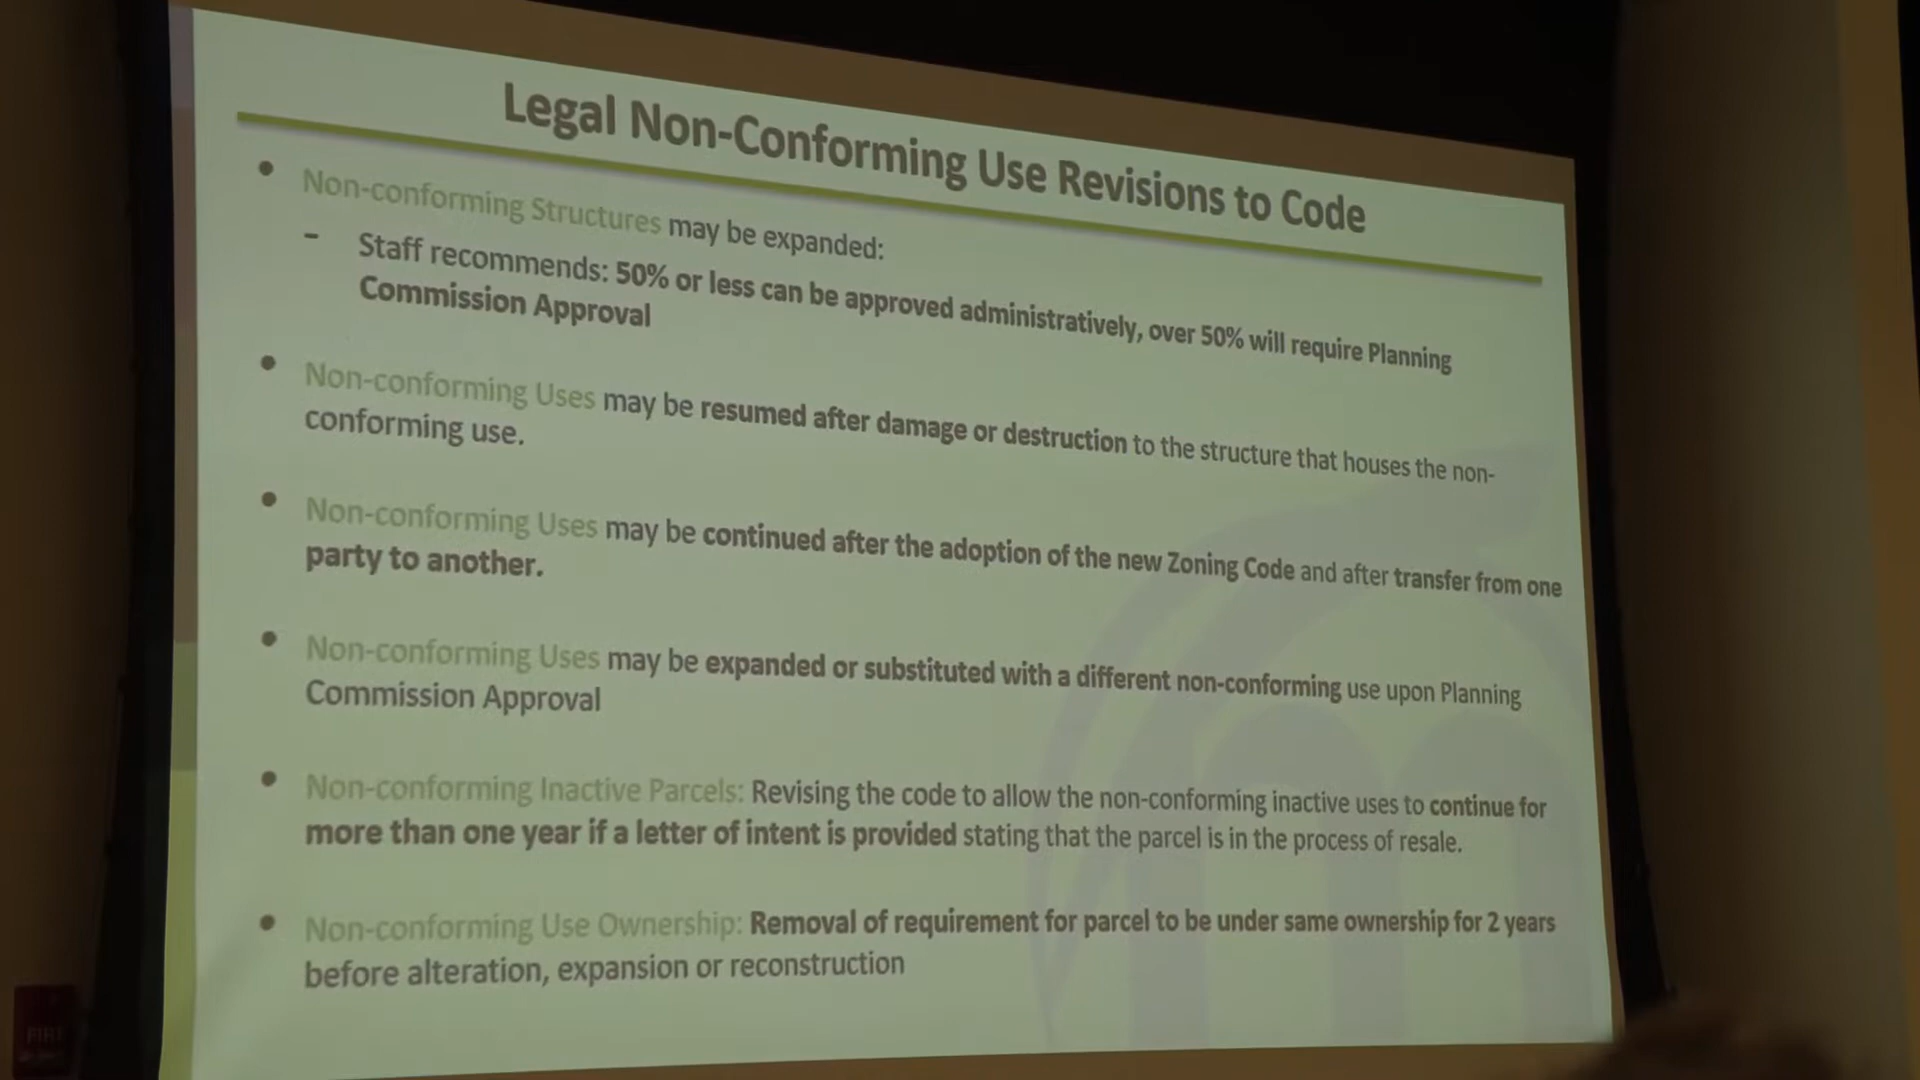 Legal Non-Conforming Use Revisions to Code
• Non-conforming Structures may be expanded:
– Staff recommends: 50% or less can be approved administratively, over 50% will require Planning
Commission Approval
• Non-conforming Uses may be resumed after damage or destruction to the structure that houses the non-
conforming use.
• Non-conforming Uses may be continued after the adoption of the new Zoning Code and after transfer from one
party to another.
• Non-conforming Uses may be expanded or substituted with a different non-conforming use upon Planning
Commission Approval
• Non-conforming Inactive Parcels: Revising the code to allow the non-conforming inactive uses to continue for
more than one year if a letter of intent is provided stating that the parcel is in the process of resale.
• Non-conforming Use Ownership: Removal of requirement for parcel to be under same ownership for 2 years
before alteration, expansion or reconstruction
FIRE